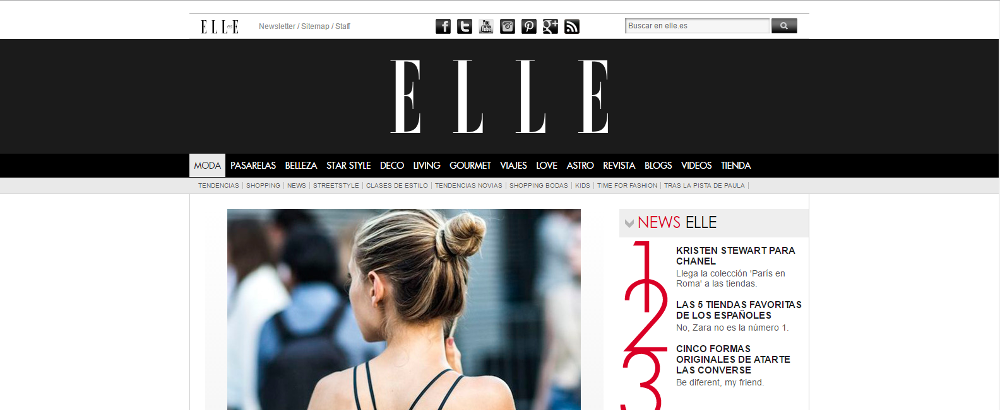 ELLE es
Newsletter / Sitemap / Staff
f t You Tube P g+
Buscar en elle.es
ELLE
MODA PASARELAS BELLEZA STAR STYLE DECO LIVING GOURMET VIAJES LOVE ASTRO REVISTA BLOGS VIDEOS TIENDA
TENDENCIAS | SHOPPING | NEWS | STREETSTYLE | CLASES DE ESTILO | TENDENCIAS NOVIAS | SHOPPING BODAS | KIDS | TIME FOR FASHION | TRAS LA PISTA DE PAULA |
NEWS ELLE
1
KRISTEN STEWART PARA
CHANEL
Llega la colección 'París en
Roma' a las tiendas.
2
LAS 5 TIENDAS FAVORITAS
DE LOS ESPAÑOLES
No, Zara no es la número 1.
3
CINCO FORMAS
ORIGINALES DE ATARTE
LAS CONVERSE
Be diferent, my friend.